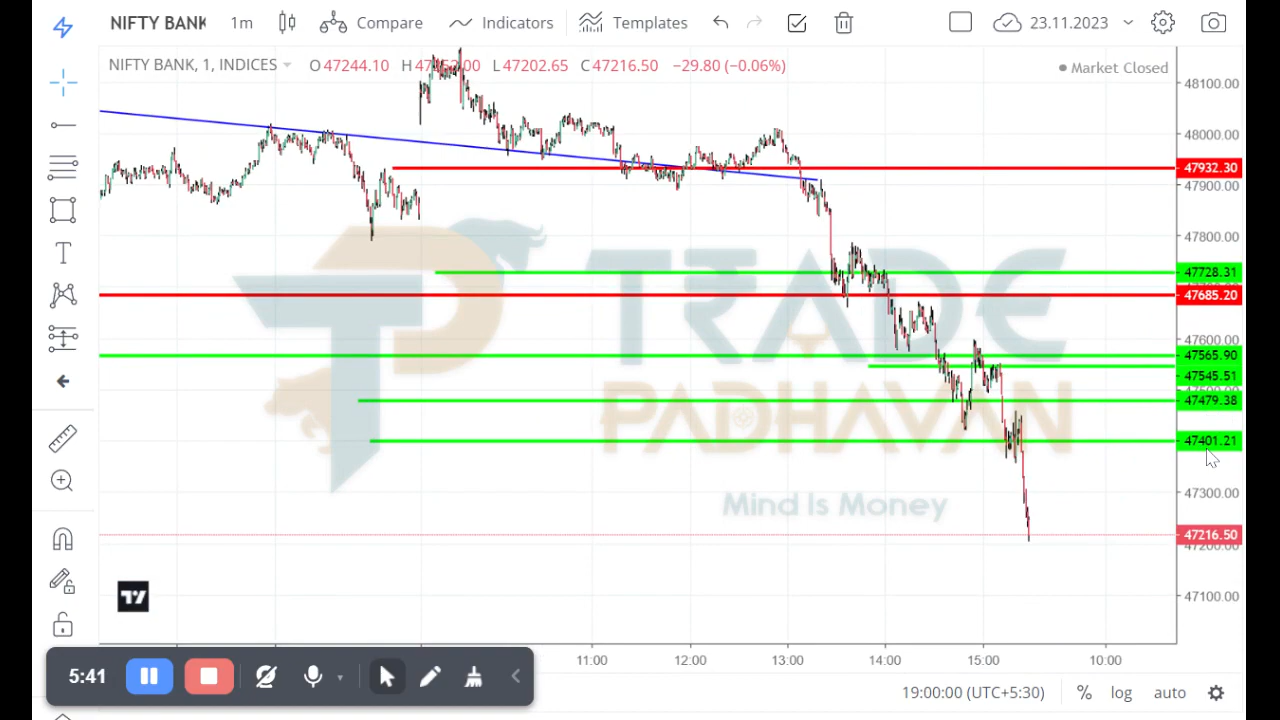 NIFTY BANK 1m Compare Indicators Templates 23.11.2023
NIFTY BANK, 1, INDICES O47244.10 L47202.65 C47216.50 −29.80 (−0.06%) Market Closed
48100.00
48000.00
47932.30
47900.00
47800.00
47728.31
47685.20
TRADE
47600.00
47565.90
47545.51
47479.38
PADHAVAN
47401.21
47300.00
Mind Is Money
47216.50
47200.00
47100.00
11:00 12:00 13:00 14:00 15:00 10:00
5:41
19:00:00 (UTC+5:30) % log auto